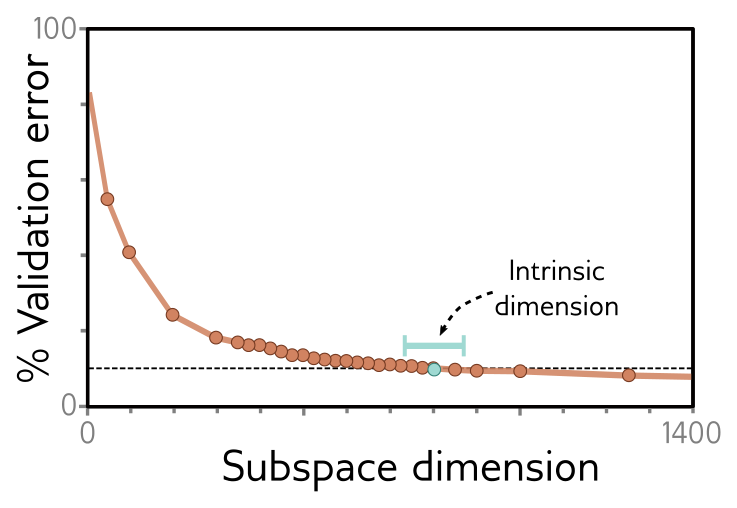 100
% Validation error
Intrinsic
dimension
0
0
1400
Subspace dimension